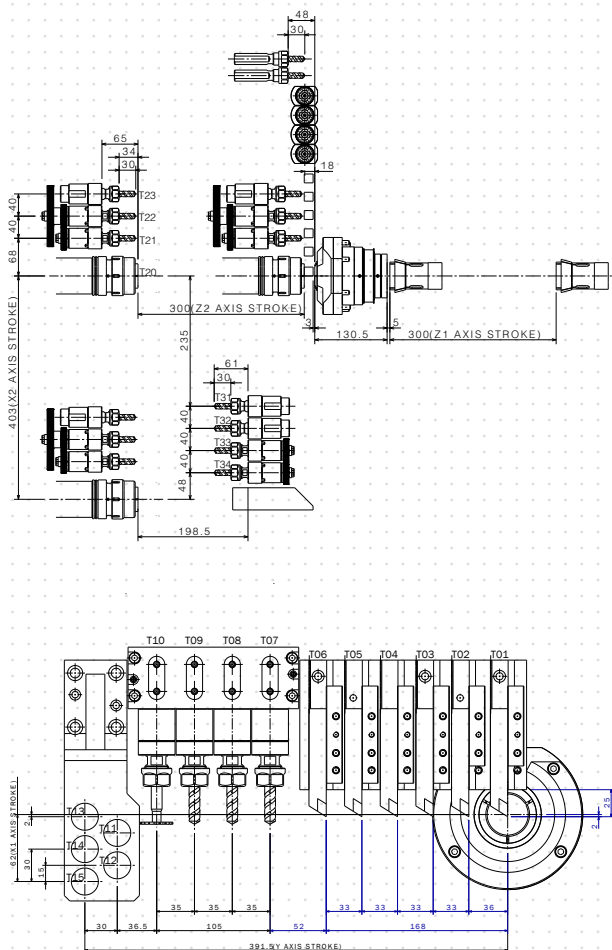 48
30
65
34
30
18
T23
T22
T21
T20
40
40
68
300(Z2 AXIS STROKE)
3
130.5
5
300(Z1 AXIS STROKE)
403(X2 AXIS STROKE)
235
61
30
T31
T32
T33
T34
40
40
40
48
198.5
T10 T09 T08 T07 T06 T05 T04 T03 T02 T01
T13
T11
T14
T12
T15
62(X1 AXIS STROKE)
2
30
15
25
2
35 35 35 33 33 33 33 36
30 36.5 105 52 168
391.5(Y AXIS STROKE)